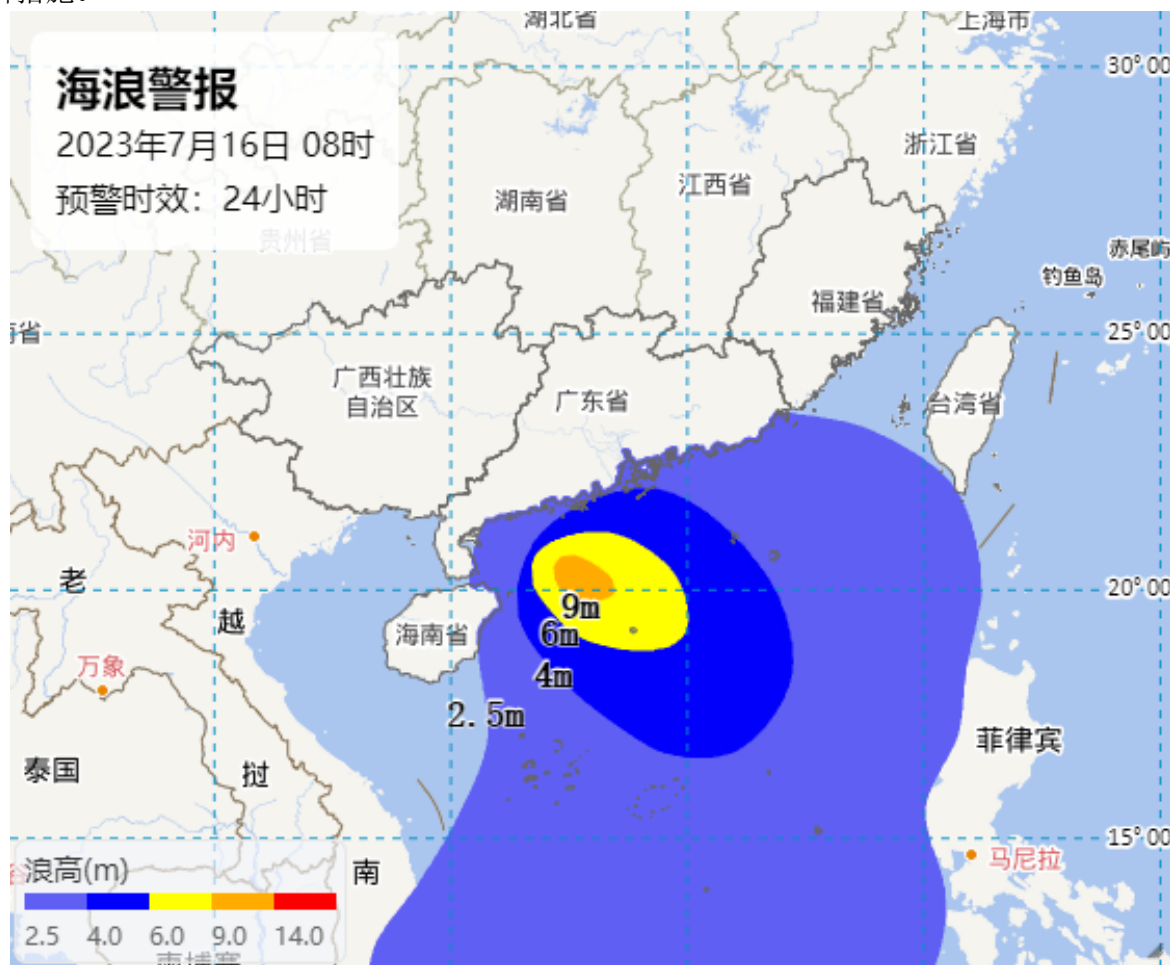 湖北省
上海市
30° 00
海浪警报
2023年7月16日 08时
预警时效：24小时
浙江省
江西省
湖南省
贵州省
赤尾屿
钓鱼岛
福建省
25° 00
省
广西壮族
自治区
广东省
台湾省
河内
老
20° 00
9m
越
海南省
6m
万象
4m
2.5m
菲律宾
泰国
挝
15° 00
马尼拉
浪高(m)
南
2.5 4.0 6.0 9.0 14.0
柬埔寨